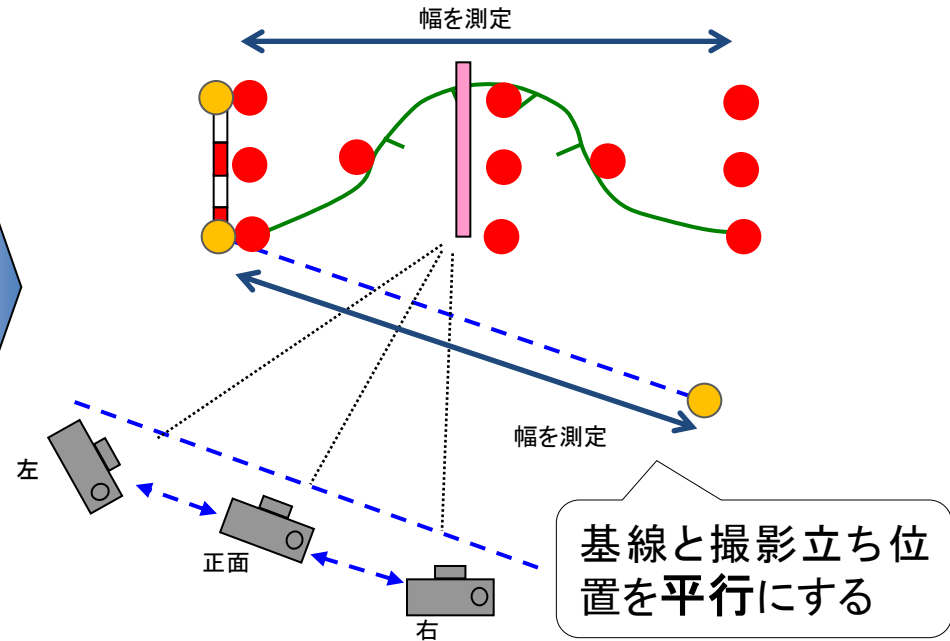 幅を測定
幅を測定
左
正面
右
基線と撮影立ち位
置を平行にする